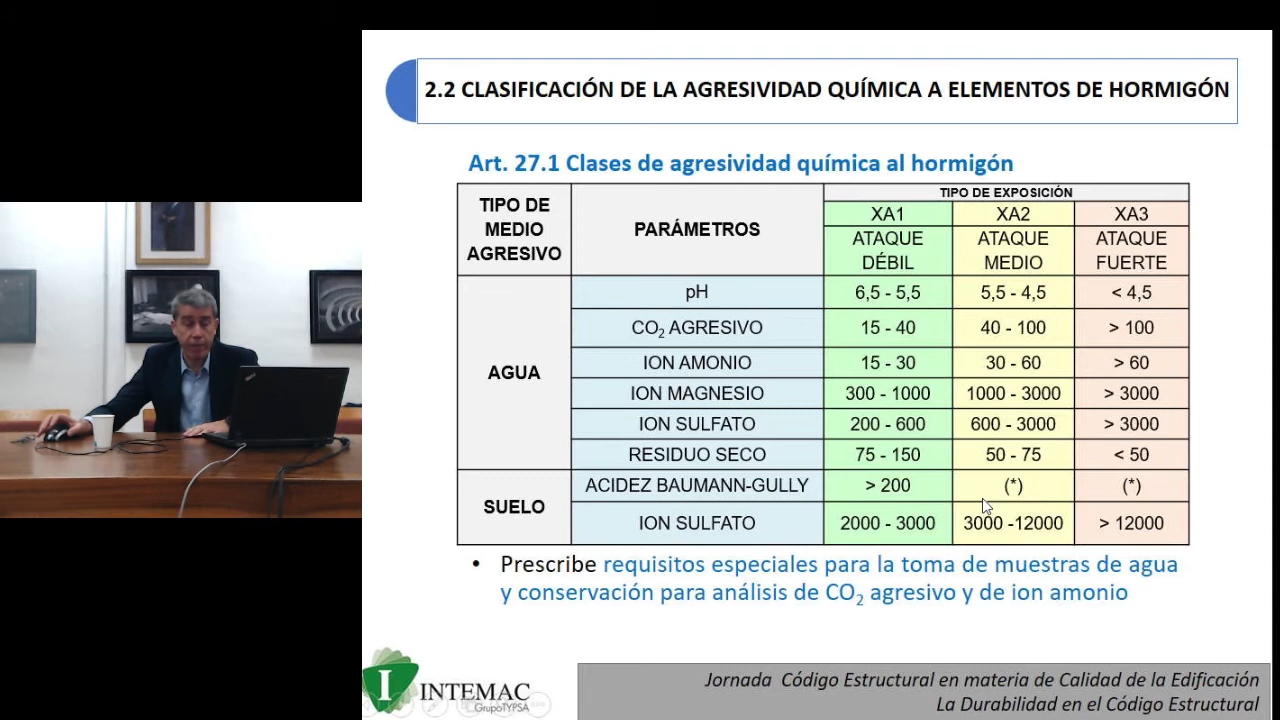 2.2 CLASIFICACIÓN DE LA AGRESIVIDAD QUÍMICA A ELEMENTOS DE HORMIGÓN
Art. 27.1 Clases de agresividad química al hormigón
TIPO DE MEDIO AGRESIVO
PARÁMETROS
TIPO DE EXPOSICIÓN
XA1 XA2 XA3
ATAQUE DÉBIL ATAQUE MEDIO ATAQUE FUERTE
AGUA
pH 6,5 - 5,5 5,5 - 4,5 < 4,5
CO₂ AGRESIVO 15 - 40 40 - 100 > 100
ION AMONIO 15 - 30 30 - 60 > 60
ION MAGNESIO 300 - 1000 1000 - 3000 > 3000
ION SULFATO 200 - 600 600 - 3000 > 3000
RESIDUO SECO 75 - 150 50 - 75 < 50
SUELO
ACIDEZ BAUMANN-GULLY > 200 (*) (*)
ION SULFATO 2000 - 3000 3000 -12000 > 12000
• Prescribe requisitos especiales para la toma de muestras de agua
y conservación para análisis de CO₂ agresivo y de ion amonio
I INTEMAC
GrupoTYPSA
Jornada Código Estructural en materia de Calidad de la Edificación
La Durabilidad en el Código Estructural